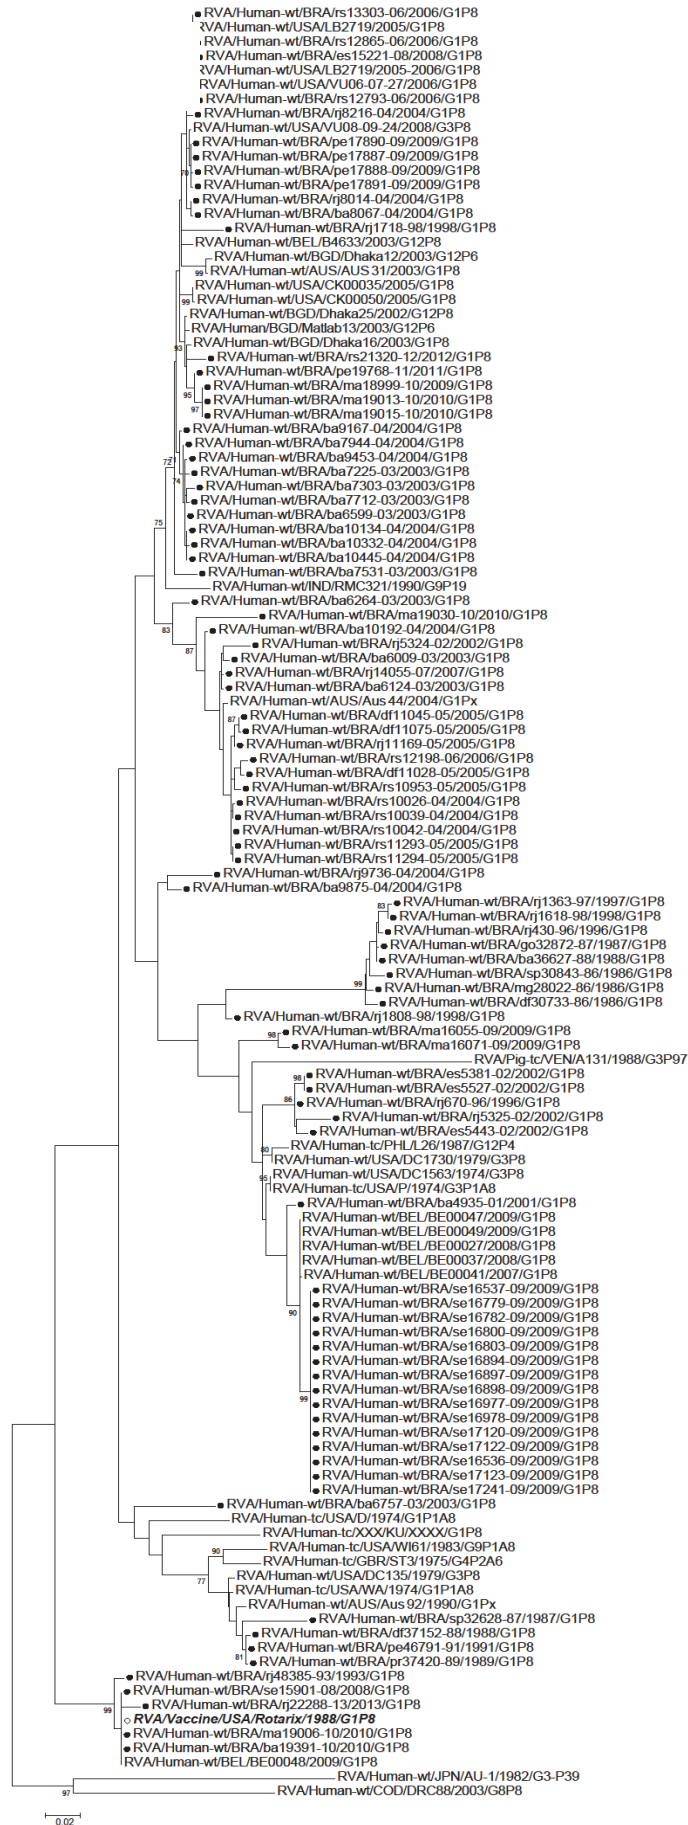 RVA/Human-wt/BRA/rs13303-06/2006/G1P8
RVA/Human-wt/USA/LB2719/2005/G1P8
RVA/Human-wt/BRA/rs12865-06/2006/G1P8
RVA/Human-wt/BRA/es15221-08/2008/G1P8
RVA/Human-wt/USA/LB2719/2005-2006/G1P8
RVA/Human-wt/USA/VU06-07-27/2006/G1P8
RVA/Human-wt/BRA/rs12793-06/2006/G1P8
RVA/Human-wt/BRA/rj8216-04/2004/G1P8
RVA/Human-wt/USA/VU08-09-24/2008/G3P8
RVA/Human-wt/BRA/pe17890-09/2009/G1P8
RVA/Human-wt/BRA/pe17887-09/2009/G1P8
70 RVA/Human-wt/BRA/pe17888-09/2009/G1P8
RVA/Human-wt/BRA/pe17891-09/2009/G1P8
RVA/Human-wt/BRA/rj8014-04/2004/G1P8
RVA/Human-wt/BRA/ba8067-04/2004/G1P8
RVA/Human-wt/BRA/rj1718-98/1998/G1P8
RVA/Human-wt/BEL/B4633/2003/G12P8
RVA/Human-wt/BGD/Dhaka12/2003/G12P6
99 RVA/Human-wt/AUS/AUS31/2003/G1P8
RVA/Human-wt/USA/CK00035/2005/G1P8
99 RVA/Human-wt/USA/CK00050/2005/G1P8
RVA/Human-wt/BGD/Dhaka25/2002/G12P8
RVA/Human/BGD/Matlab13/2003/G12P6
93 RVA/Human-wt/BGD/Dhaka16/2003/G1P8
RVA/Human-wt/BRA/rs21320-12/2012/G1P8
RVA/Human-wt/BRA/pe19768-11/2011/G1P8
95 RVA/Human-wt/BRA/ma18999-10/2009/G1P8
97 RVA/Human-wt/BRA/ma19013-10/2010/G1P8
RVA/Human-wt/BRA/ma19015-10/2010/G1P8
RVA/Human-wt/BRA/ba9167-04/2004/G1P8
RVA/Human-wt/BRA/ba7944-04/2004/G1P8
72 71 RVA/Human-wt/BRA/ba9453-04/2004/G1P8
74 RVA/Human-wt/BRA/ba7225-03/2003/G1P8
RVA/Human-wt/BRA/ba7303-03/2003/G1P8
RVA/Human-wt/BRA/ba7712-03/2003/G1P8
RVA/Human-wt/BRA/ba6599-03/2003/G1P8
75 RVA/Human-wt/BRA/ba10134-04/2004/G1P8
RVA/Human-wt/BRA/ba10332-04/2004/G1P8
RVA/Human-wt/BRA/ba10445-04/2004/G1P8
RVA/Human-wt/BRA/ba7531-03/2003/G1P8
RVA/Human-wt/IND/RMC321/1990/G9P19
RVA/Human-wt/BRA/ba6264-03/2003/G1P8
RVA/Human-wt/BRA/ma19030-10/2010/G1P8
83 RVA/Human-wt/BRA/ba10192-04/2004/G1P8
RVA/Human-wt/BRA/rj5324-02/2002/G1P8
87 RVA/Human-wt/BRA/ba6009-03/2003/G1P8
RVA/Human-wt/BRA/rj14055-07/2007/G1P8
RVA/Human-wt/BRA/ba6124-03/2003/G1P8
RVA/Human-wt/AUS/Aus44/2004/G1Px
87 RVA/Human-wt/BRA/df11045-05/2005/G1P8
RVA/Human-wt/BRA/df11075-05/2005/G1P8
RVA/Human-wt/BRA/rj11169-05/2005/G1P8
RVA/Human-wt/BRA/rs12198-06/2006/G1P8
RVA/Human-wt/BRA/df11028-05/2005/G1P8
RVA/Human-wt/BRA/rs10953-05/2005/G1P8
RVA/Human-wt/BRA/rs10026-04/2004/G1P8
RVA/Human-wt/BRA/rs10039-04/2004/G1P8
RVA/Human-wt/BRA/rs10042-04/2004/G1P8
RVA/Human-wt/BRA/rs11293-05/2005/G1P8
RVA/Human-wt/BRA/rs11294-05/2005/G1P8
RVA/Human-wt/BRA/rj9736-04/2004/G1P8
RVA/Human-wt/BRA/ba9875-04/2004/G1P8
83 RVA/Human-wt/BRA/rj1363-97/1997/G1P8
RVA/Human-wt/BRA/rj1618-98/1998/G1P8
RVA/Human-wt/BRA/rj430-96/1996/G1P8
RVA/Human-wt/BRA/go32872-87/1987/G1P8
RVA/Human-wt/BRA/ba36627-88/1988/G1P8
RVA/Human-wt/BRA/sp30843-86/1986/G1P8
99 RVA/Human-wt/BRA/mg28022-86/1986/G1P8
RVA/Human-wt/BRA/df30733-86/1986/G1P8
RVA/Human-wt/BRA/rj1808-98/1998/G1P8
98 RVA/Human-wt/BRA/ma16055-09/2009/G1P8
RVA/Human-wt/BRA/ma16071-09/2009/G1P8
RVA/Pig-tc/VEN/A131/1988/G3P97
98 RVA/Human-wt/BRA/es5381-02/2002/G1P8
RVA/Human-wt/BRA/es5527-02/2002/G1P8
86 RVA/Human-wt/BRA/rj670-96/1996/G1P8
RVA/Human-wt/BRA/rj5325-02/2002/G1P8
RVA/Human-wt/BRA/es5443-02/2002/G1P8
80 RVA/Human-tc/PHL/L26/1987/G12P4
RVA/Human-wt/USA/DC1730/1979/G3P8
95 RVA/Human-wt/USA/DC1563/1974/G3P8
RVA/Human-tc/USA/P/1974/G3P1A8
RVA/Human-wt/BRA/ba4935-01/2001/G1P8
RVA/Human-wt/BEL/BE00047/2009/G1P8
RVA/Human-wt/BEL/BE00049/2009/G1P8
RVA/Human-wt/BEL/BE00027/2008/G1P8
RVA/Human-wt/BEL/BE00037/2008/G1P8
RVA/Human-wt/BEL/BE00041/2007/G1P8
RVA/Human-wt/BRA/se16537-09/2009/G1P8
RVA/Human-wt/BRA/se16779-09/2009/G1P8
90 RVA/Human-wt/BRA/se16782-09/2009/G1P8
RVA/Human-wt/BRA/se16800-09/2009/G1P8
RVA/Human-wt/BRA/se16803-09/2009/G1P8
RVA/Human-wt/BRA/se16894-09/2009/G1P8
RVA/Human-wt/BRA/se16897-09/2009/G1P8
99 RVA/Human-wt/BRA/se16898-09/2009/G1P8
RVA/Human-wt/BRA/se16977-09/2009/G1P8
RVA/Human-wt/BRA/se16978-09/2009/G1P8
RVA/Human-wt/BRA/se17120-09/2009/G1P8
RVA/Human-wt/BRA/se17122-09/2009/G1P8
RVA/Human-wt/BRA/se16536-09/2009/G1P8
RVA/Human-wt/BRA/se17123-09/2009/G1P8
RVA/Human-wt/BRA/se17241-09/2009/G1P8
RVA/Human-wt/BRA/ba6757-03/2003/G1P8
RVA/Human-tc/USA/D/1974/G1P1A8
RVA/Human-tc/XXX/KU/XXXX/G1P8
90 RVA/Human-tc/USA/WI61/1983/G9P1A8
RVA/Human-tc/GBR/ST3/1975/G4P2A6
77 RVA/Human-wt/USA/DC135/1979/G3P8
RVA/Human-tc/USA/WA/1974/G1P1A8
RVA/Human-wt/AUS/Aus92/1990/G1Px
RVA/Human-wt/BRA/sp32628-87/1987/G1P8
RVA/Human-wt/BRA/df37152-88/1988/G1P8
RVA/Human-wt/BRA/pe46791-91/1991/G1P8
81 RVA/Human-wt/BRA/pr37420-89/1989/G1P8
RVA/Human-wt/BRA/rj48385-93/1993/G1P8
RVA/Human-wt/BRA/se15901-08/2008/G1P8
99 RVA/Human-wt/BRA/rj22288-13/2013/G1P8
RVA/Vaccine/USA/Rotarix/1988/G1P8
RVA/Human-wt/BRA/ma19006-10/2010/G1P8
RVA/Human-wt/BRA/ba19391-10/2010/G1P8
RVA/Human-wt/BEL/BE00048/2009/G1P8
RVA/Human-wt/JPN/AU-1/1982/G3-P39
97 RVA/Human-wt/COD/DRC88/2003/G8P8
0.02